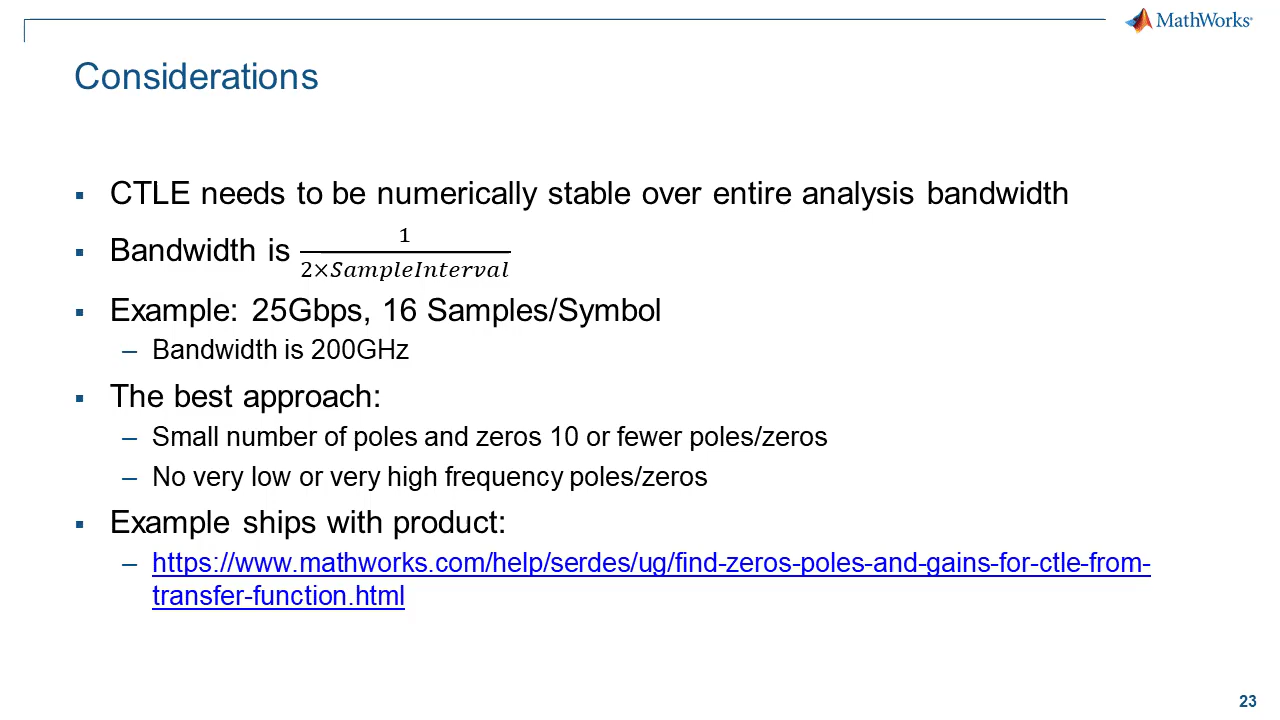 MathWorks
Considerations
▪ CTLE needs to be numerically stable over entire analysis bandwidth
▪ Bandwidth is 1/(2×SampleInterval)
▪ Example: 25Gbps, 16 Samples/Symbol
– Bandwidth is 200GHz
▪ The best approach:
– Small number of poles and zeros 10 or fewer poles/zeros
– No very low or very high frequency poles/zeros
▪ Example ships with product:
– https://www.mathworks.com/help/serdes/ug/find-zeros-poles-and-gains-for-ctle-from-
transfer-function.html
23